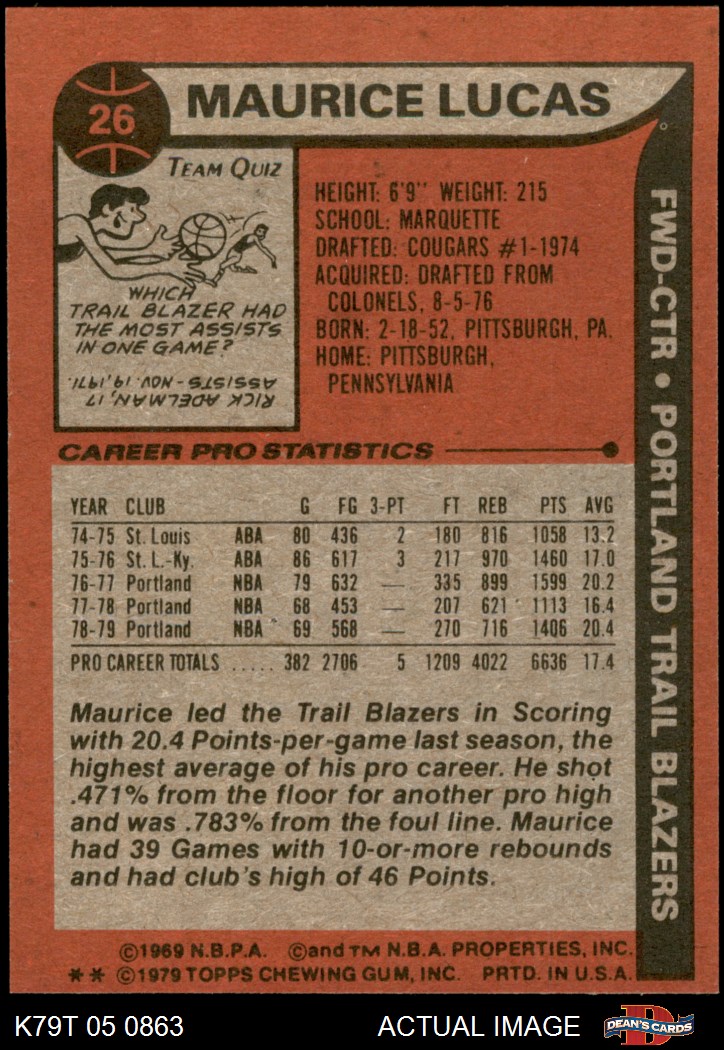 26
MAURICE LUCAS
TEAM QUIZ
WHICH
TRAIL BLAZER HAD
THE MOST ASSISTS
IN ONE GAME?
RICK ADELMAN, 17
ASSISTS - NOV. 19, 1971.
HEIGHT: 6'9" WEIGHT: 215
SCHOOL: MARQUETTE
DRAFTED: COUGARS #1-1974
ACQUIRED: DRAFTED FROM
COLONELS, 8-5-76
BORN: 2-18-52, PITTSBURGH, PA.
HOME: PITTSBURGH,
PENNSYLVANIA
FWD-CTR • PORTLAND TRAIL BLAZERS
CAREER PRO STATISTICS
YEAR CLUB G FG 3-PT FT REB PTS AVG
74-75 St. Louis ABA 80 436 2 180 816 1058 13.2
75-76 St. L.-Ky. ABA 86 617 3 217 970 1460 17.0
76-77 Portland NBA 79 632 — 335 899 1599 20.2
77-78 Portland NBA 68 453 — 207 621 1113 16.4
78-79 Portland NBA 69 568 — 270 716 1406 20.4
PRO CAREER TOTALS ..... 382 2706 5 1209 4022 6636 17.4
Maurice led the Trail Blazers in Scoring
with 20.4 Points-per-game last season, the
highest average of his pro career. He shot
.471% from the floor for another pro high
and was .783% from the foul line. Maurice
had 39 Games with 10-or-more rebounds
and had club's high of 46 Points.
©1969 N.B.P.A. ©and TM N.B.A. PROPERTIES, INC.
** ©1979 TOPPS CHEWING GUM, INC. PRTD. IN U.S.A.
K79T 05 0863 ACTUAL IMAGE
D
DEAN'S CARDS